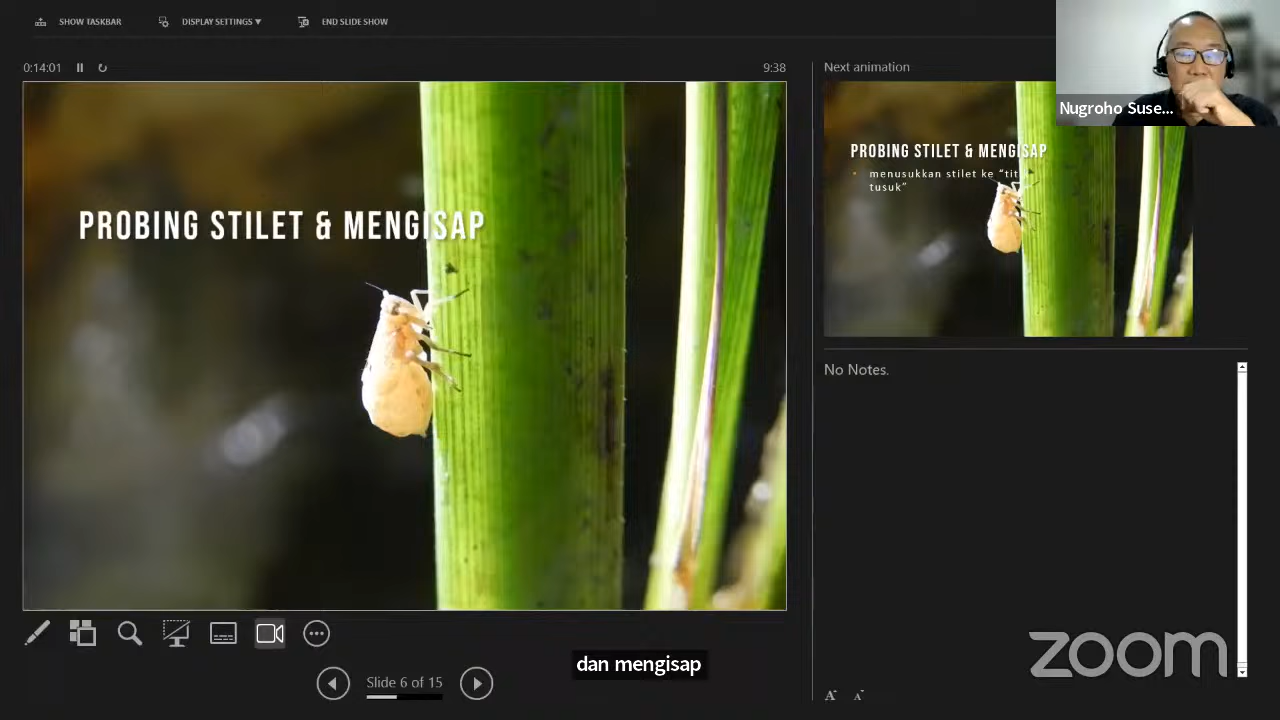 SHOW TASKBAR
DISPLAY SETTINGS ▼
END SLIDE SHOW
0:14:01
9:38
Next animation
Nugroho Suse...
PROBING STILET & MENGISAP
PROBING STILET & MENGISAP
menusukkan stilet ke “tit
tusuk”
No Notes.
dan mengisap
Slide 6 of 15
zoom
A
A